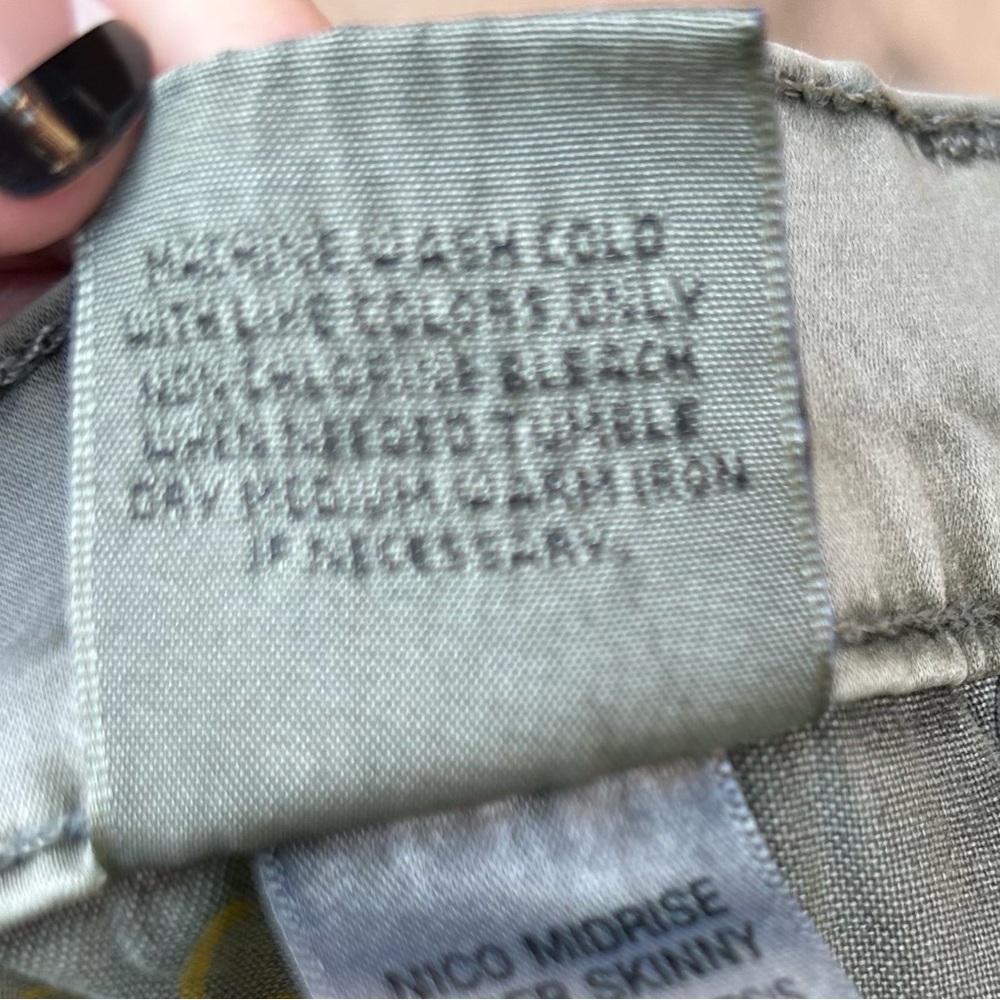 MACHINE WASH COLD
WITH LIKE COLORS ONLY
NON CHLORINE BLEACH
WHEN NEEDED TUMBLE
DRY MEDIUM WARM IRON
IF NECESSARY.
NICO MIDRISE
SKINNY